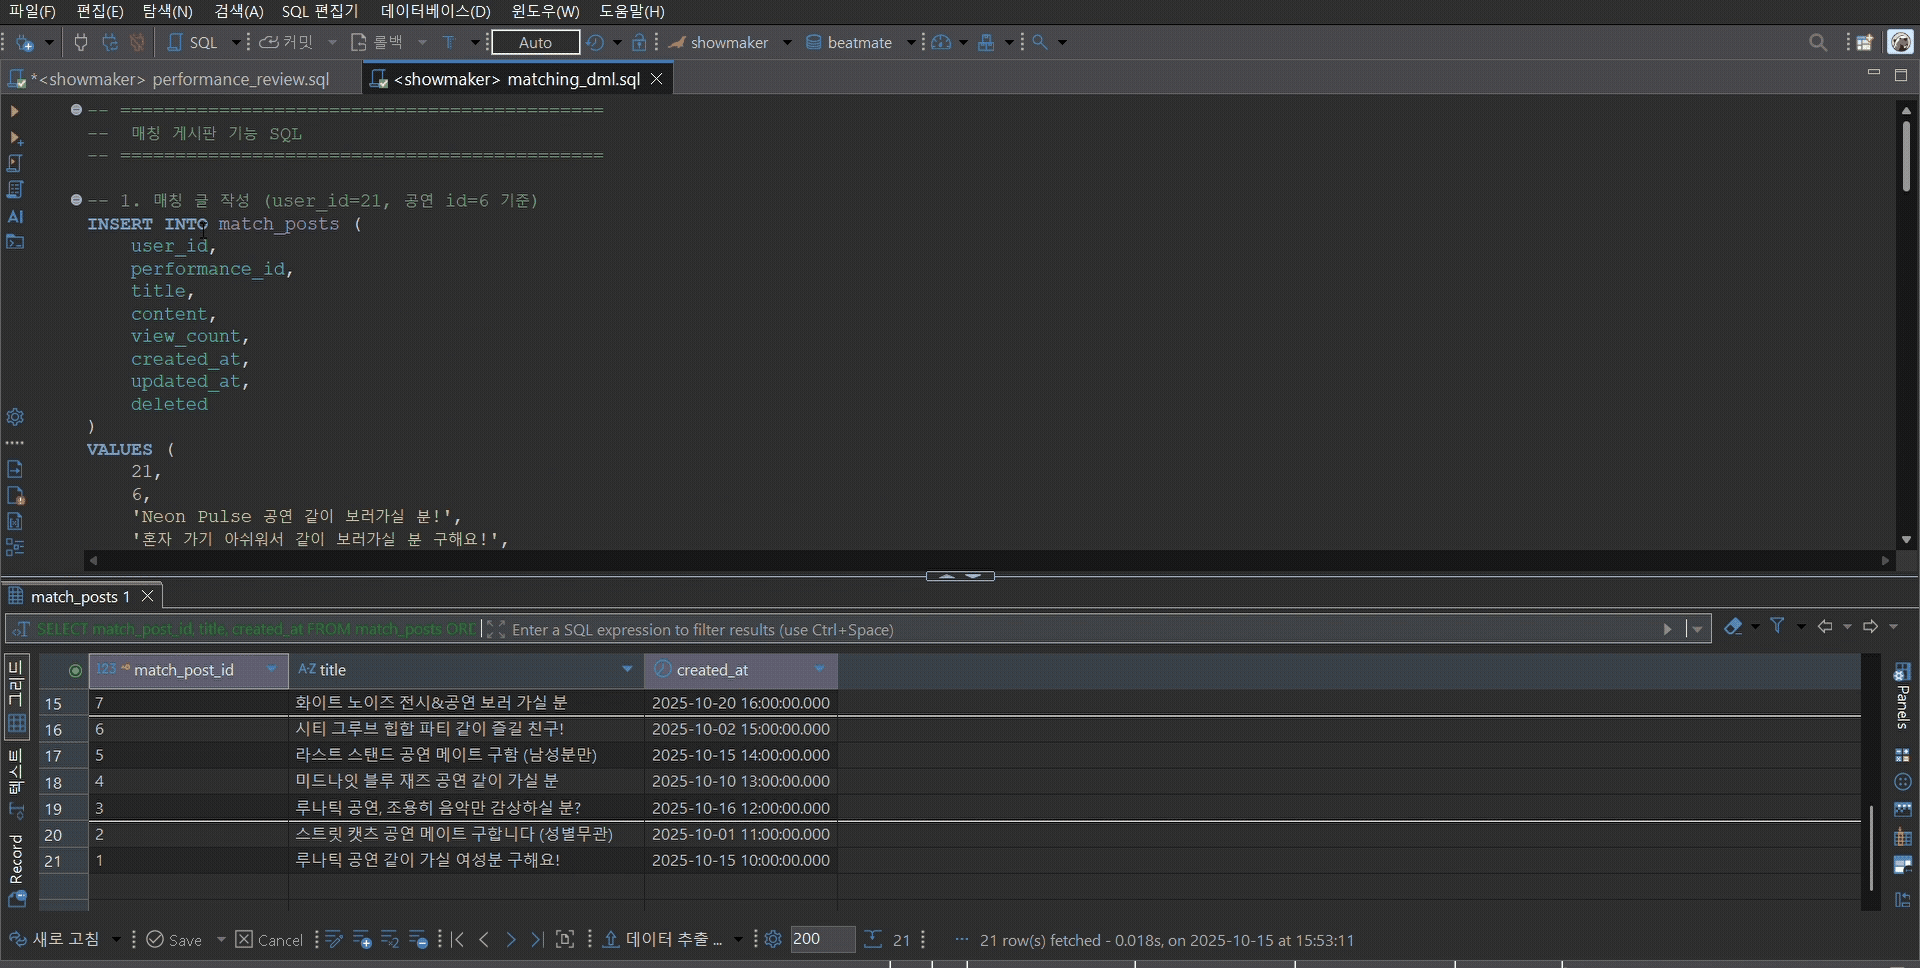 파일(F) 편집(E) 탐색(N) 검색(A) SQL 편집기 데이터베이스(D) 윈도우(W) 도움말(H)
SQL 커밋 롤백 T Auto showmaker beatmate
*<showmaker> performance_review.sql <showmaker> matching_dml.sql
-- ============================================
-- 매칭 게시판 기능 SQL
-- ============================================
-- 1. 매칭 글 작성 (user_id=21, 공연 id=6 기준)
INSERT INTO match_posts (
user_id,
performance_id,
title,
content,
view_count,
created_at,
updated_at,
deleted
)
VALUES (
21,
6,
'Neon Pulse 공연 같이 보러가실 분!',
'혼자 가기 아쉬워서 같이 보러가실 분 구해요!',
AI
match_posts 1
SELECT match_post_id, title, created_at FROM match_posts ORE Enter a SQL expression to filter results (use Ctrl+Space)
그리드
텍스트
Record
Panels
123 match_post_id A-Z title created_at
15 7 화이트 노이즈 전시&공연 보러 가실 분 2025-10-20 16:00:00.000
16 6 시티 그루브 힙합 파티 같이 즐길 친구! 2025-10-02 15:00:00.000
17 5 라스트 스탠드 공연 메이트 구함 (남성분만) 2025-10-15 14:00:00.000
18 4 미드나잇 블루 재즈 공연 같이 가실 분 2025-10-10 13:00:00.000
19 3 루나틱 공연, 조용히 음악만 감상하실 분? 2025-10-16 12:00:00.000
20 2 스트릿 캣츠 공연 메이트 구합니다 (성별무관) 2025-10-01 11:00:00.000
21 1 루나틱 공연 같이 가실 여성분 구해요! 2025-10-15 10:00:00.000
새로 고침 Save Cancel 데이터 추출 ... 200 21 ... 21 row(s) fetched - 0.018s, on 2025-10-15 at 15:53:11